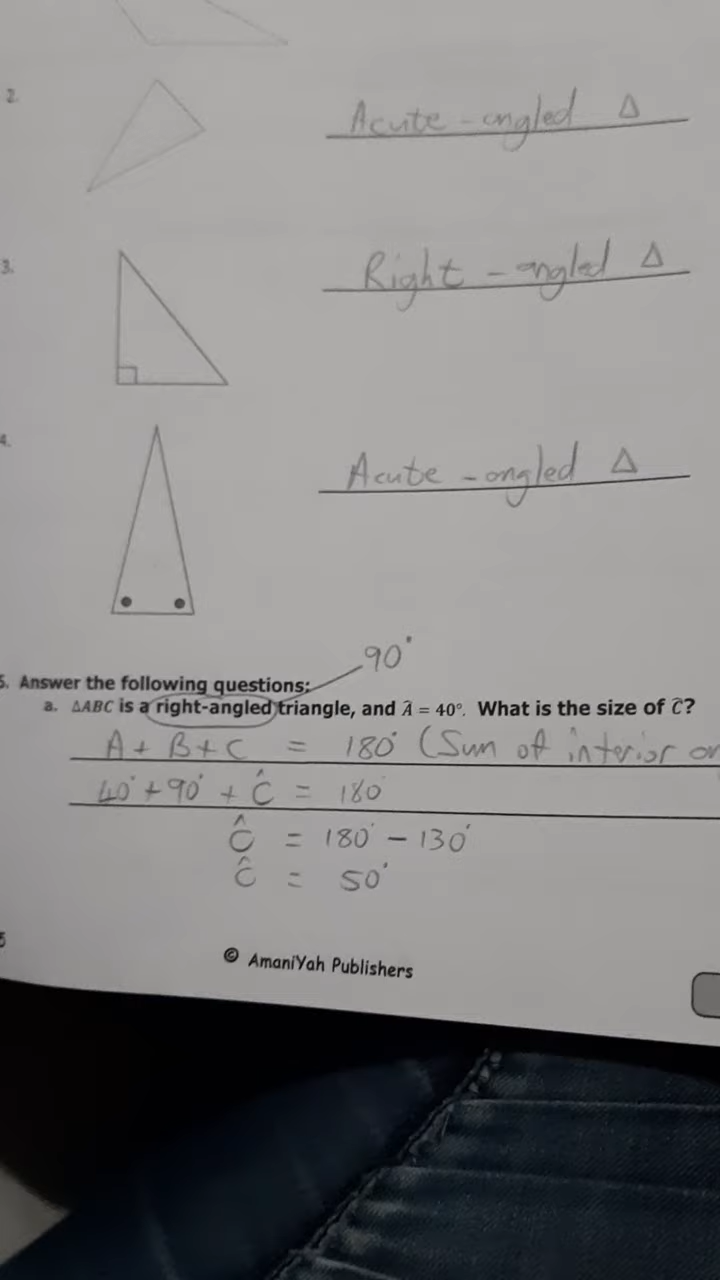 2.
Acute - angled Δ
3.
Right - angled Δ
4.
Acute - angled Δ
90°
5. Answer the following questions:
a. ΔABC is a right-angled triangle, and Â = 40°. What is the size of Ĉ?
A + B + C = 180° (Sum of interior
40° + 90° + Ĉ = 180
Ĉ = 180° - 130°
Ĉ = 50°
© AmaniYah Publishers